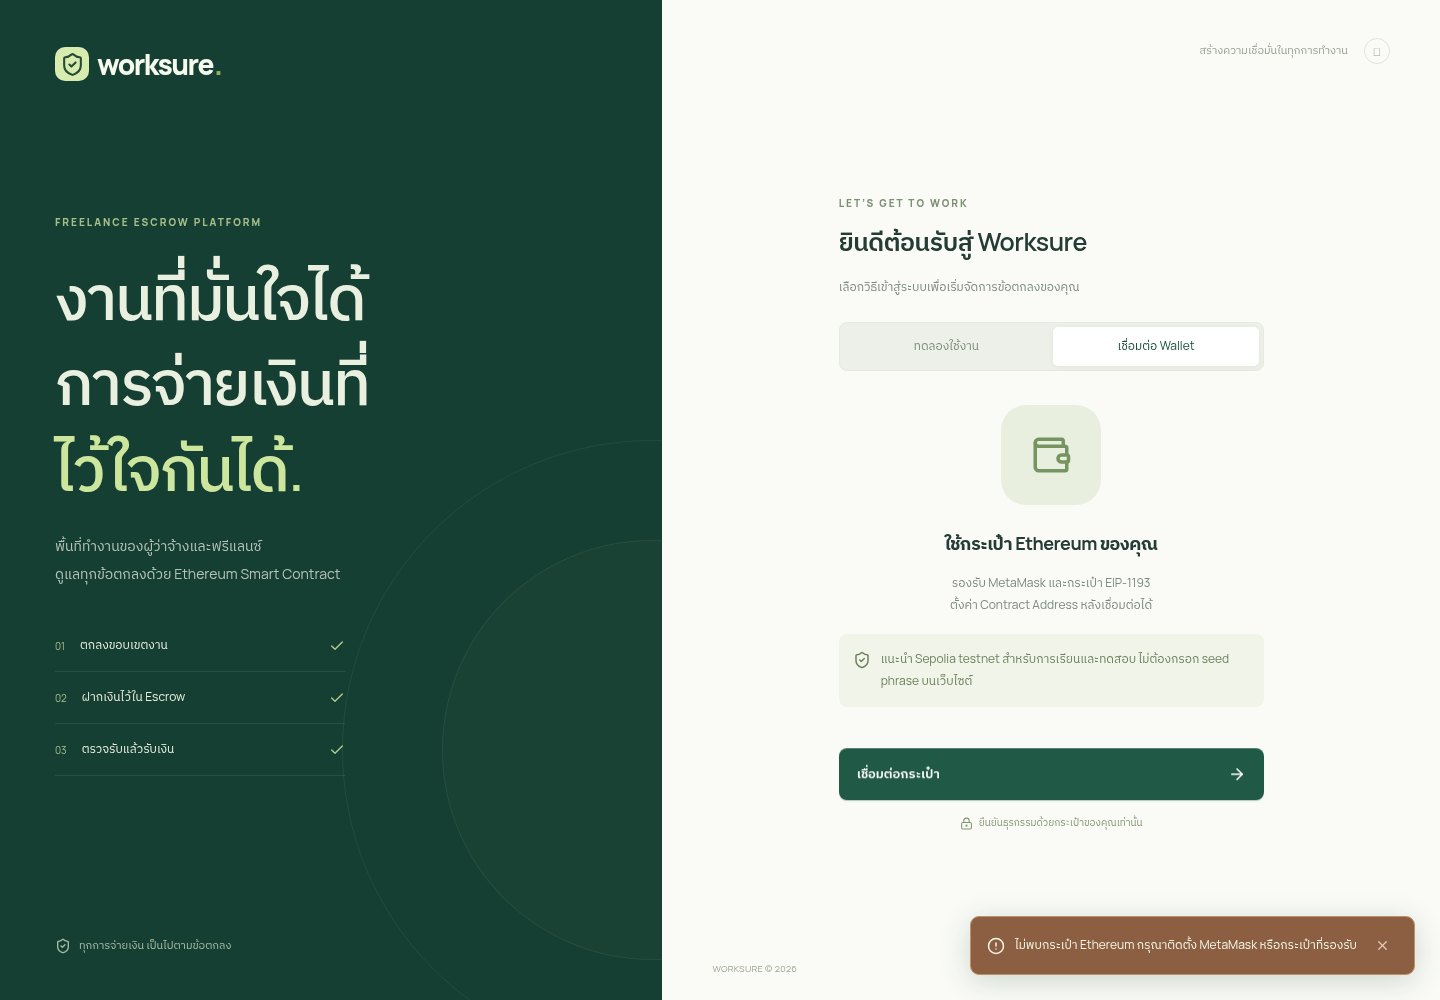 worksure.
FREELANCE ESCROW PLATFORM
งานที่มั่นใจได้
การจ่ายเงินที่
ไว้ใจกันได้.
พื้นที่ทำงานของผู้ว่าจ้างและฟรีแลนซ์
ดูแลทุกข้อตกลงด้วย Ethereum Smart Contract
01 ตกลงขอบเขตงาน
02 ฝากเงินไว้ใน Escrow
03 ตรวจรับแล้วรับเงิน
ทุกการจ่ายเงิน เป็นไปตามข้อตกลง
สร้างความเชื่อมั่นในทุกการทำงาน
LET'S GET TO WORK
ยินดีต้อนรับสู่ Worksure
เลือกวิธีเข้าสู่ระบบเพื่อเริ่มจัดการข้อตกลงของคุณ
ทดลองใช้งาน
เชื่อมต่อ Wallet
ใช้กระเป๋า Ethereum ของคุณ
รองรับ MetaMask และกระเป๋า EIP-1193
ตั้งค่า Contract Address หลังเชื่อมต่อได้
แนะนำ Sepolia testnet สำหรับการเรียนและทดสอบ ไม่ต้องกรอก seed
phrase บนเว็บไซต์
เชื่อมต่อกระเป๋า
ยืนยันธุรกรรมด้วยกระเป๋าของคุณเท่านั้น
ไม่พบกระเป๋า Ethereum กรุณาติดตั้ง MetaMask หรือกระเป๋าที่รองรับ
WORKSURE © 2026